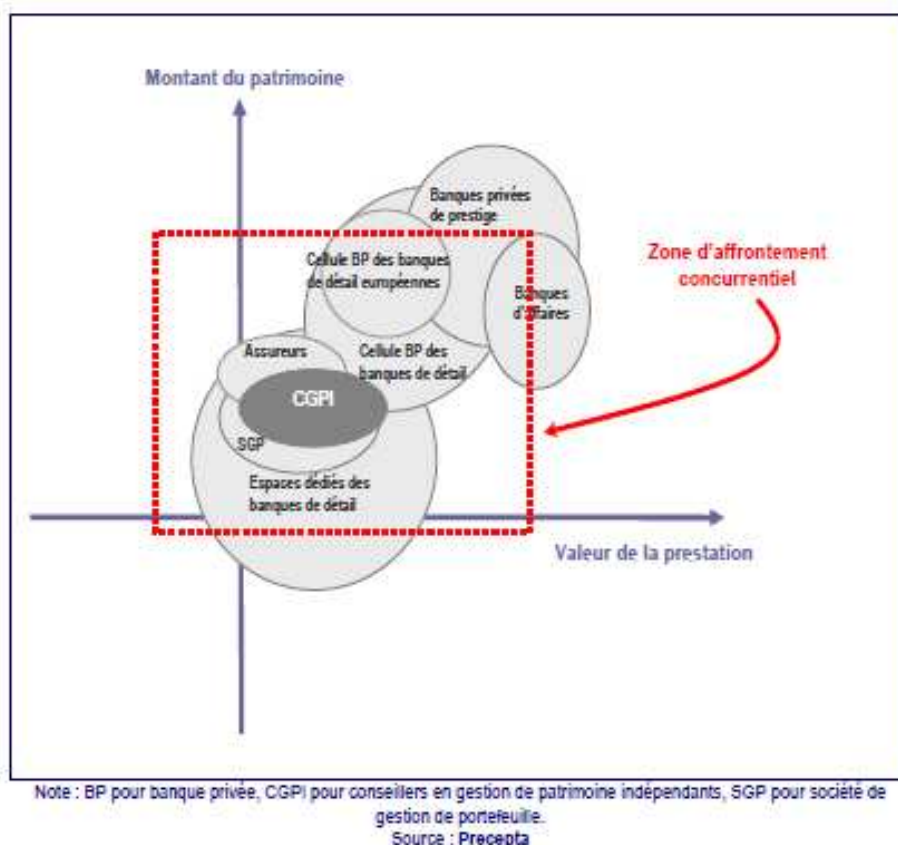 Montant du patrimoine
Banques privées
de prestige
Zone d'affrontement
concurrentiel
Cellule BP des banques
de détail européennes
Banques
d'affaires
Assureurs
Cellule BP des
banques de détail
CGPI
SGP
Espaces dédiés des
banques de détail
Valeur de la prestation
Note : BP pour banque privée, CGPI pour conseillers en gestion de patrimoine indépendants, SGP pour société de
gestion de portefeuille.
Source : Precepta